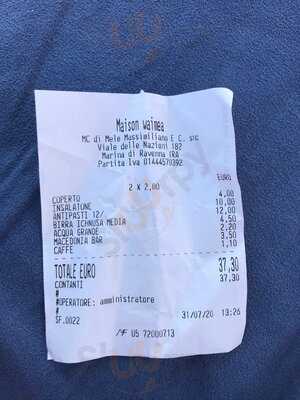 Maison waimea
MC di Mele Massimiliano E C. snc
Viale delle Nazioni 182
Marina di Ravenna (RA
Partita Iva 01444570392
EURO
2 X 2,00
COPERTO 4,00
INSALATONE 10,00
ANTIPASTI 12/ 12,00
BIRRA ICHNUSA MEDIA 4,50
ACQUA GRANDE 2,20
MACEDONIA BAR 3,50
CAFFE 1,10
TOTALE EURO 37,30
CONTANTI 37,30
#
#OPERATORE: amministratore
#
SF.0022 31/07/20 13:26
/MF U5 72000713